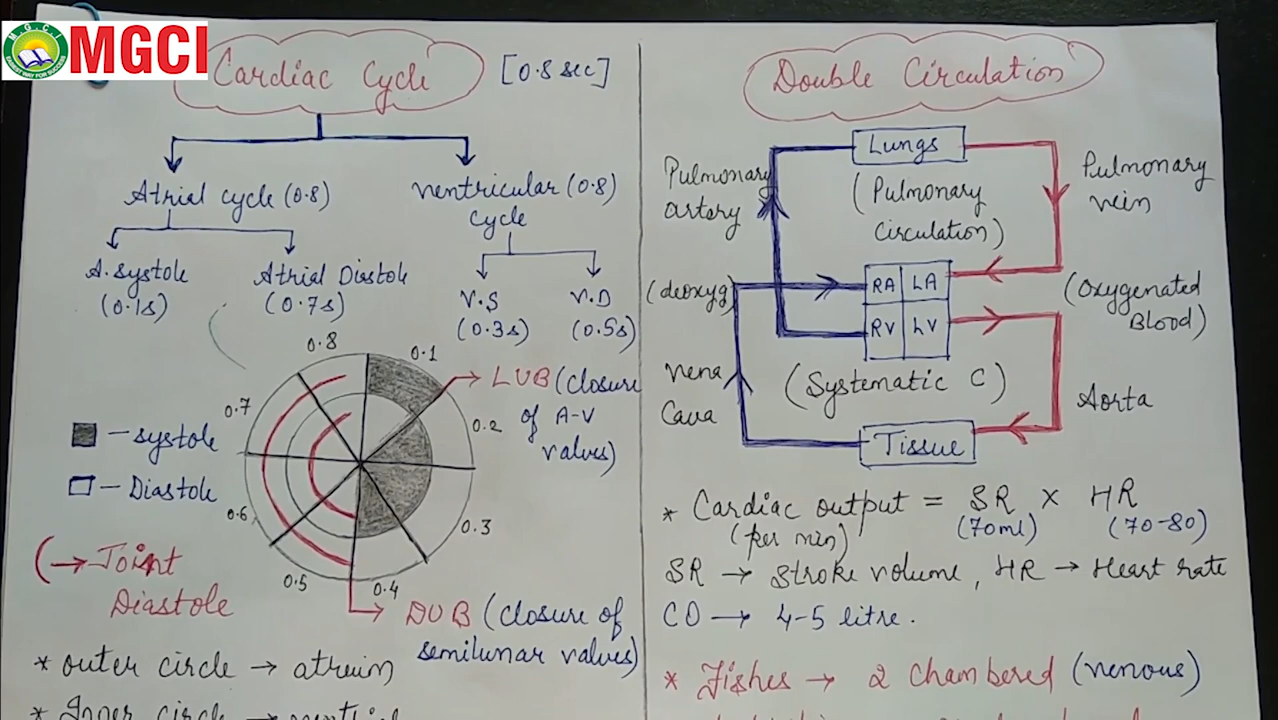 M.G.C.I
MGCI
Cardiac Cycle [0.8 sec]
Atrial cycle (0.8)
Ventricular (0.8)
Cycle
A. Systole
(0.1s)
Atrial Diastole
(0.7s)
V.S
(0.3s)
V.D
(0.5s)
0.8
0.1
0.7
0.2
0.6
0.3
0.5
0.4
LUB (closure
of A-V
valves)
- systole
- Diastole
( → Joint
Diastole
DUB (closure of
semilunar valves)
* outer circle → atreium
* Inner circle →
Double Circulation
Lungs
(Pulmonary
Circulation)
Pulmonary
artery
Pulmonary
vein
(deoxyg)
RA LA
RV LV
(Oxygenated
Blood)
(Systematic C)
Vena
Cava
Aorta
Tissue
* Cardiac output = SR x HR
(per min) (70ml) (70-80)
SR → Stroke volume, HR → Heart rate
CO → 4-5 litre.
* Fishes → 2 chambered (venous)